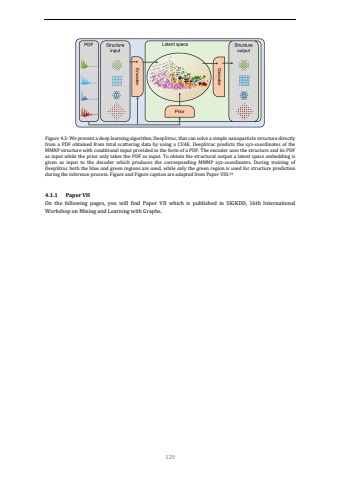 PDF
Structure
input
Latent space
Structure
output
Encoder
Decoder
Prior
Figure 4.3: We present a deep learning algorithm, DeepStruc, that can solve a simple nanoparticle structure directly
from a PDF obtained from total scattering data by using a CVAE. DeepStruc predicts the xyz-coordinates of the
MMNP structure with conditional input provided in the form of a PDF. The encoder uses the structure and its PDF
as input while the prior only takes the PDF as input. To obtain the structural output a latent space embedding is
given as input to the decoder which produces the corresponding MMNP xyz-coordinates. During training of
DeepStruc both the blue and green regions are used, while only the green region is used for structure prediction
during the inference process. Figure and Figure caption are adapted from Paper VIII.
4.1.1 Paper VII
On the following pages, you will find Paper VII which is published in SIGKDD, 16th International
Workshop on Mining and Learning with Graphs.
129